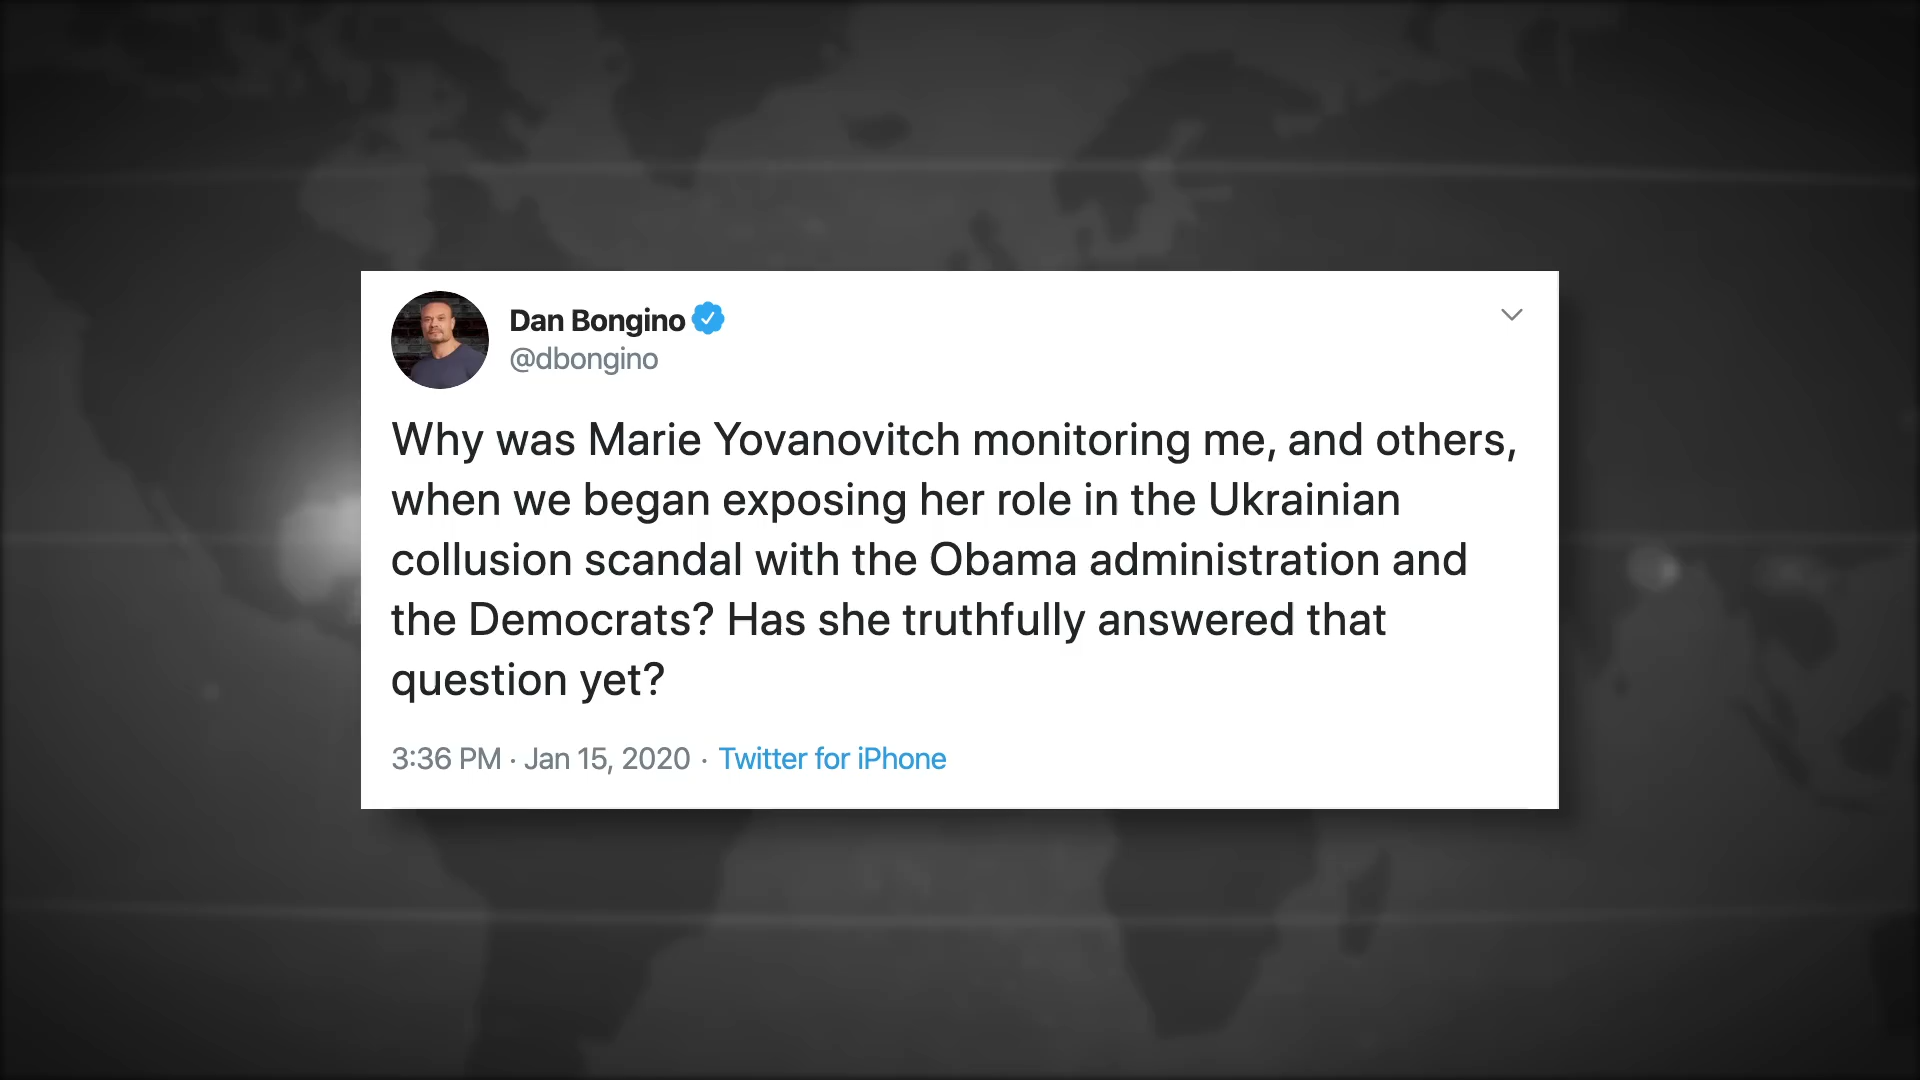 Dan Bongino
@dbongino
Why was Marie Yovanovitch monitoring me, and others,
when we began exposing her role in the Ukrainian
collusion scandal with the Obama administration and
the Democrats? Has she truthfully answered that
question yet?
3:36 PM · Jan 15, 2020 · Twitter for iPhone